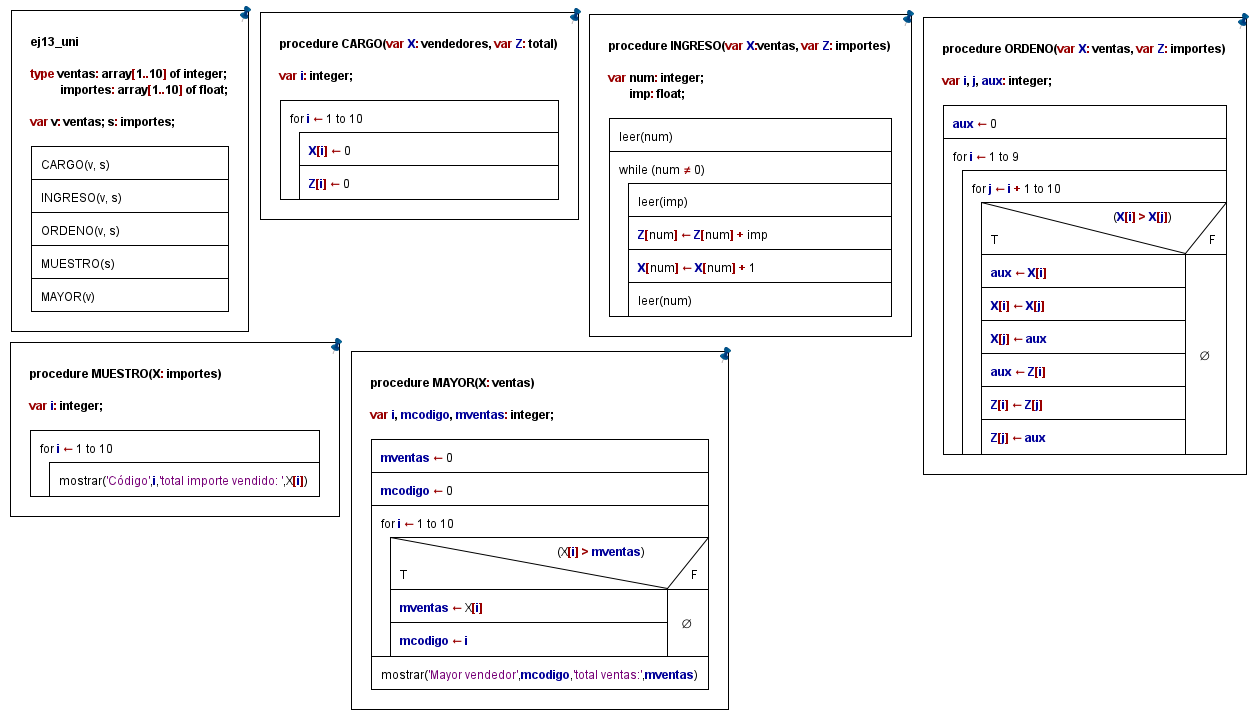 ej13_uni
type ventas: array[1..10] of integer;
importes: array[1..10] of float;
var v: ventas; s: importes;
CARGO(v, s)
INGRESO(v, s)
ORDENO(v, s)
MUESTRO(s)
MAYOR(v)
procedure CARGO(var X: vendedores, var Z: total)
var i: integer;
for i ← 1 to 10
X[i] ← 0
Z[i] ← 0
procedure INGRESO(var X:ventas, var Z: importes)
var num: integer;
imp: float;
leer(num)
while (num ≠ 0)
leer(imp)
Z[num] ← Z[num] + imp
X[num] ← X[num] + 1
leer(num)
procedure ORDENO(var X: ventas, var Z: importes)
var i, j, aux: integer;
aux ← 0
for i ← 1 to 9
for j ← i + 1 to 10
(X[i] > X[j])
T F
aux ← X[i]
X[i] ← X[j]
X[j] ← aux
∅
aux ← Z[i]
Z[i] ← Z[j]
Z[j] ← aux
procedure MUESTRO(X: importes)
var i: integer;
for i ← 1 to 10
mostrar('Código',i,'total importe vendido: ',X[i])
procedure MAYOR(X: ventas)
var i, mcodigo, mventas: integer;
mventas ← 0
mcodigo ← 0
for i ← 1 to 10
(X[i] > mventas)
T F
mventas ← X[i]
∅
mcodigo ← i
mostrar('Mayor vendedor',mcodigo,'total ventas:',mventas)